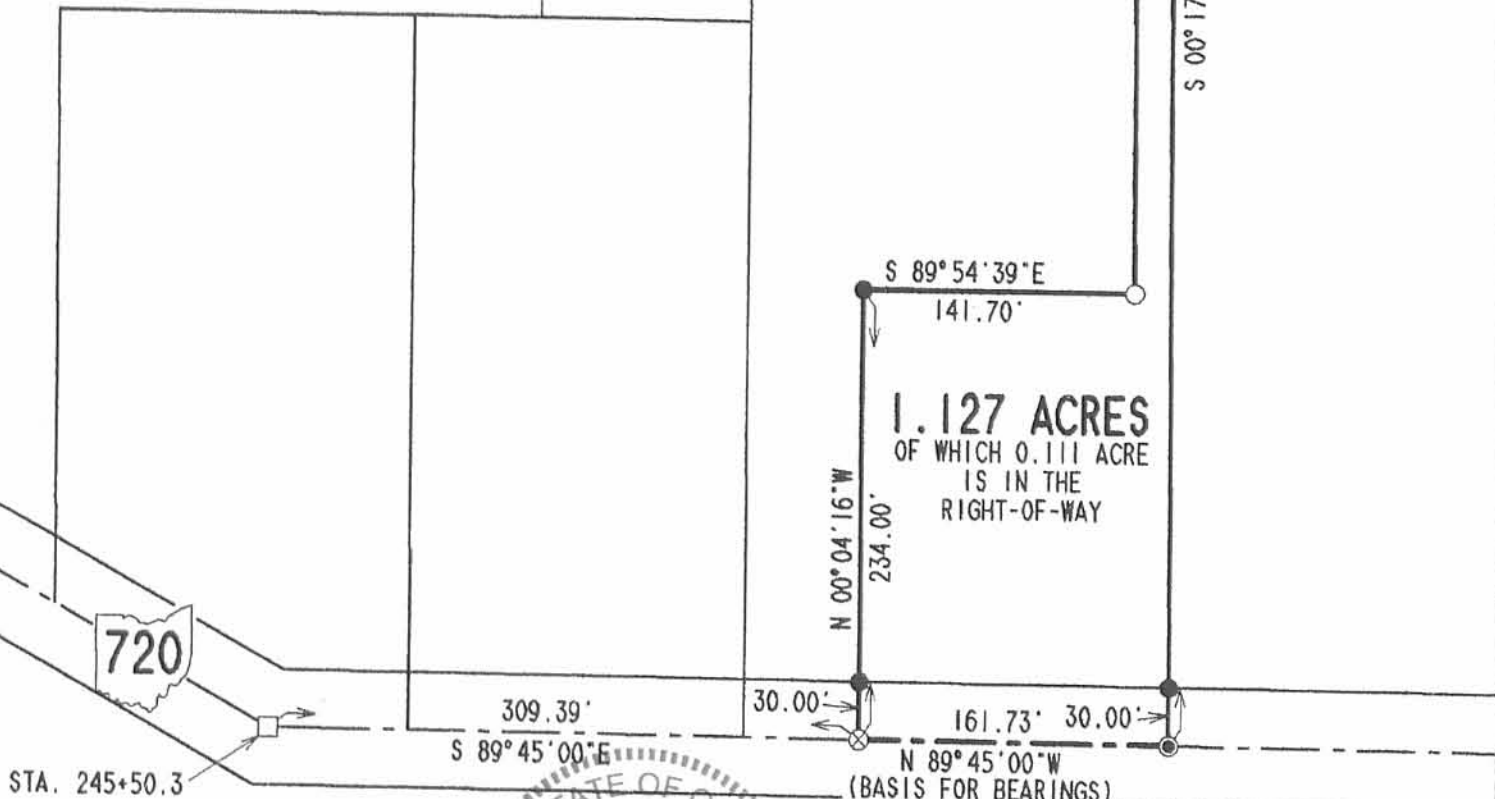 S 00°17
S 89°54'39"E
141.70'
1.127 ACRES
OF WHICH 0.111 ACRE
IS IN THE
RIGHT-OF-WAY
N 00°04'16"W
234.00'
720
309.39'
S 89°45'00"E
30.00'
161.73'
30.00'
N 89°45'00"W
(BASIS FOR BEARINGS)
STA. 245+50.3
STATE OF O